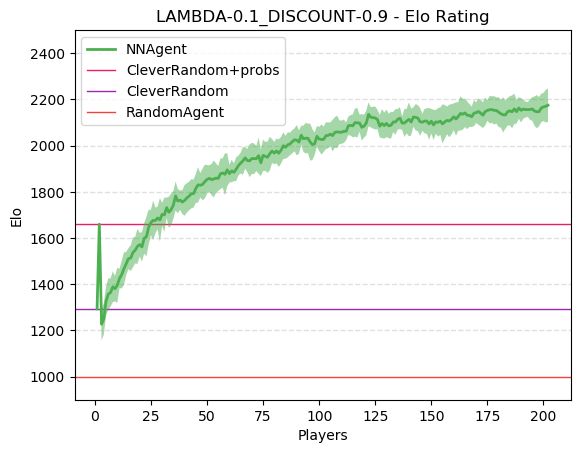 LAMBDA-0.1_DISCOUNT-0.9 - Elo Rating
NNAgent
CleverRandom+probs
CleverRandom
RandomAgent
2400
2200
2000
1800
1600
1400
1200
1000
Elo
0
25
50
75
100
125
150
175
200
Players